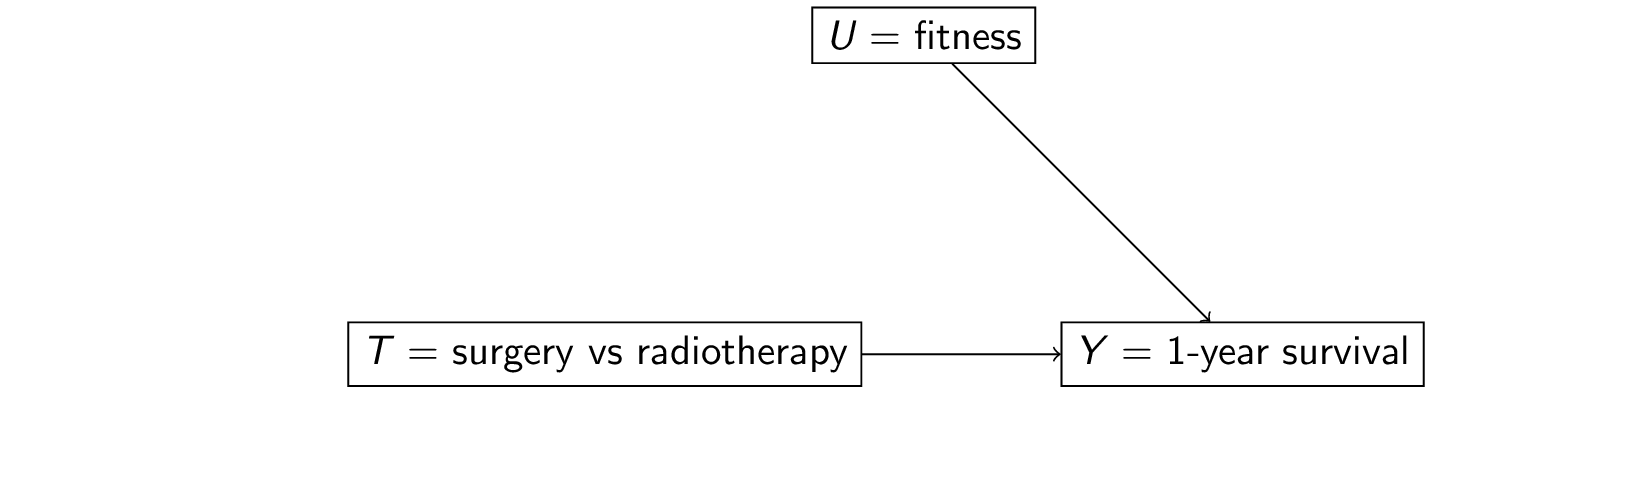 U = fitness
T = surgery vs radiotherapy
Y = 1-year survival